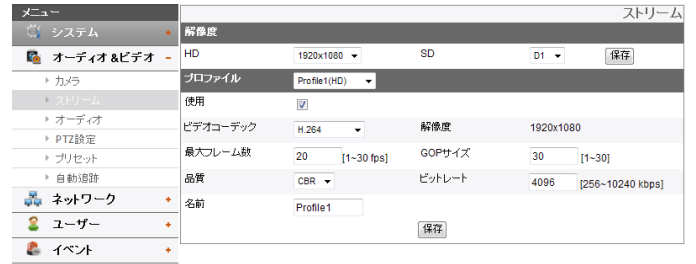 メニュー
システム +
オーディオ&ビデオ -
カメラ
ストリーム
オーディオ
PTZ設定
プリセット
自動追跡
ネットワーク +
ユーザー +
イベント +
ストリーム
解像度
HD 1920x1080 SD D1 保存
プロファイル Profile1(HD)
使用
ビデオコーデック H.264 解像度 1920x1080
最大フレーム数 20 [1~30 fps] GOPサイズ 30 [1~30]
品質 CBR ビットレート 4096 [256~10240 kbps]
名前 Profile1
保存